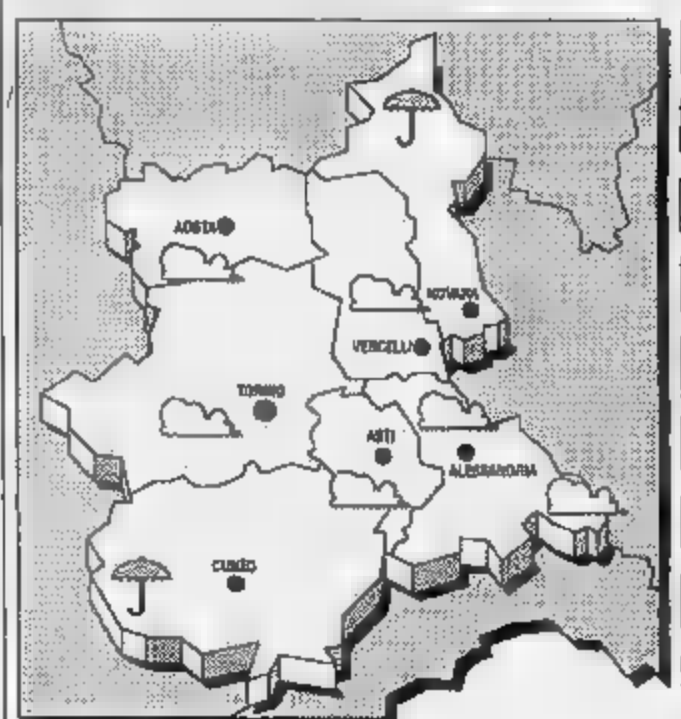 AOSTA
NOVARA
VERCELLI
TORINO
ASTI
ALESSANDRIA
CUNEO